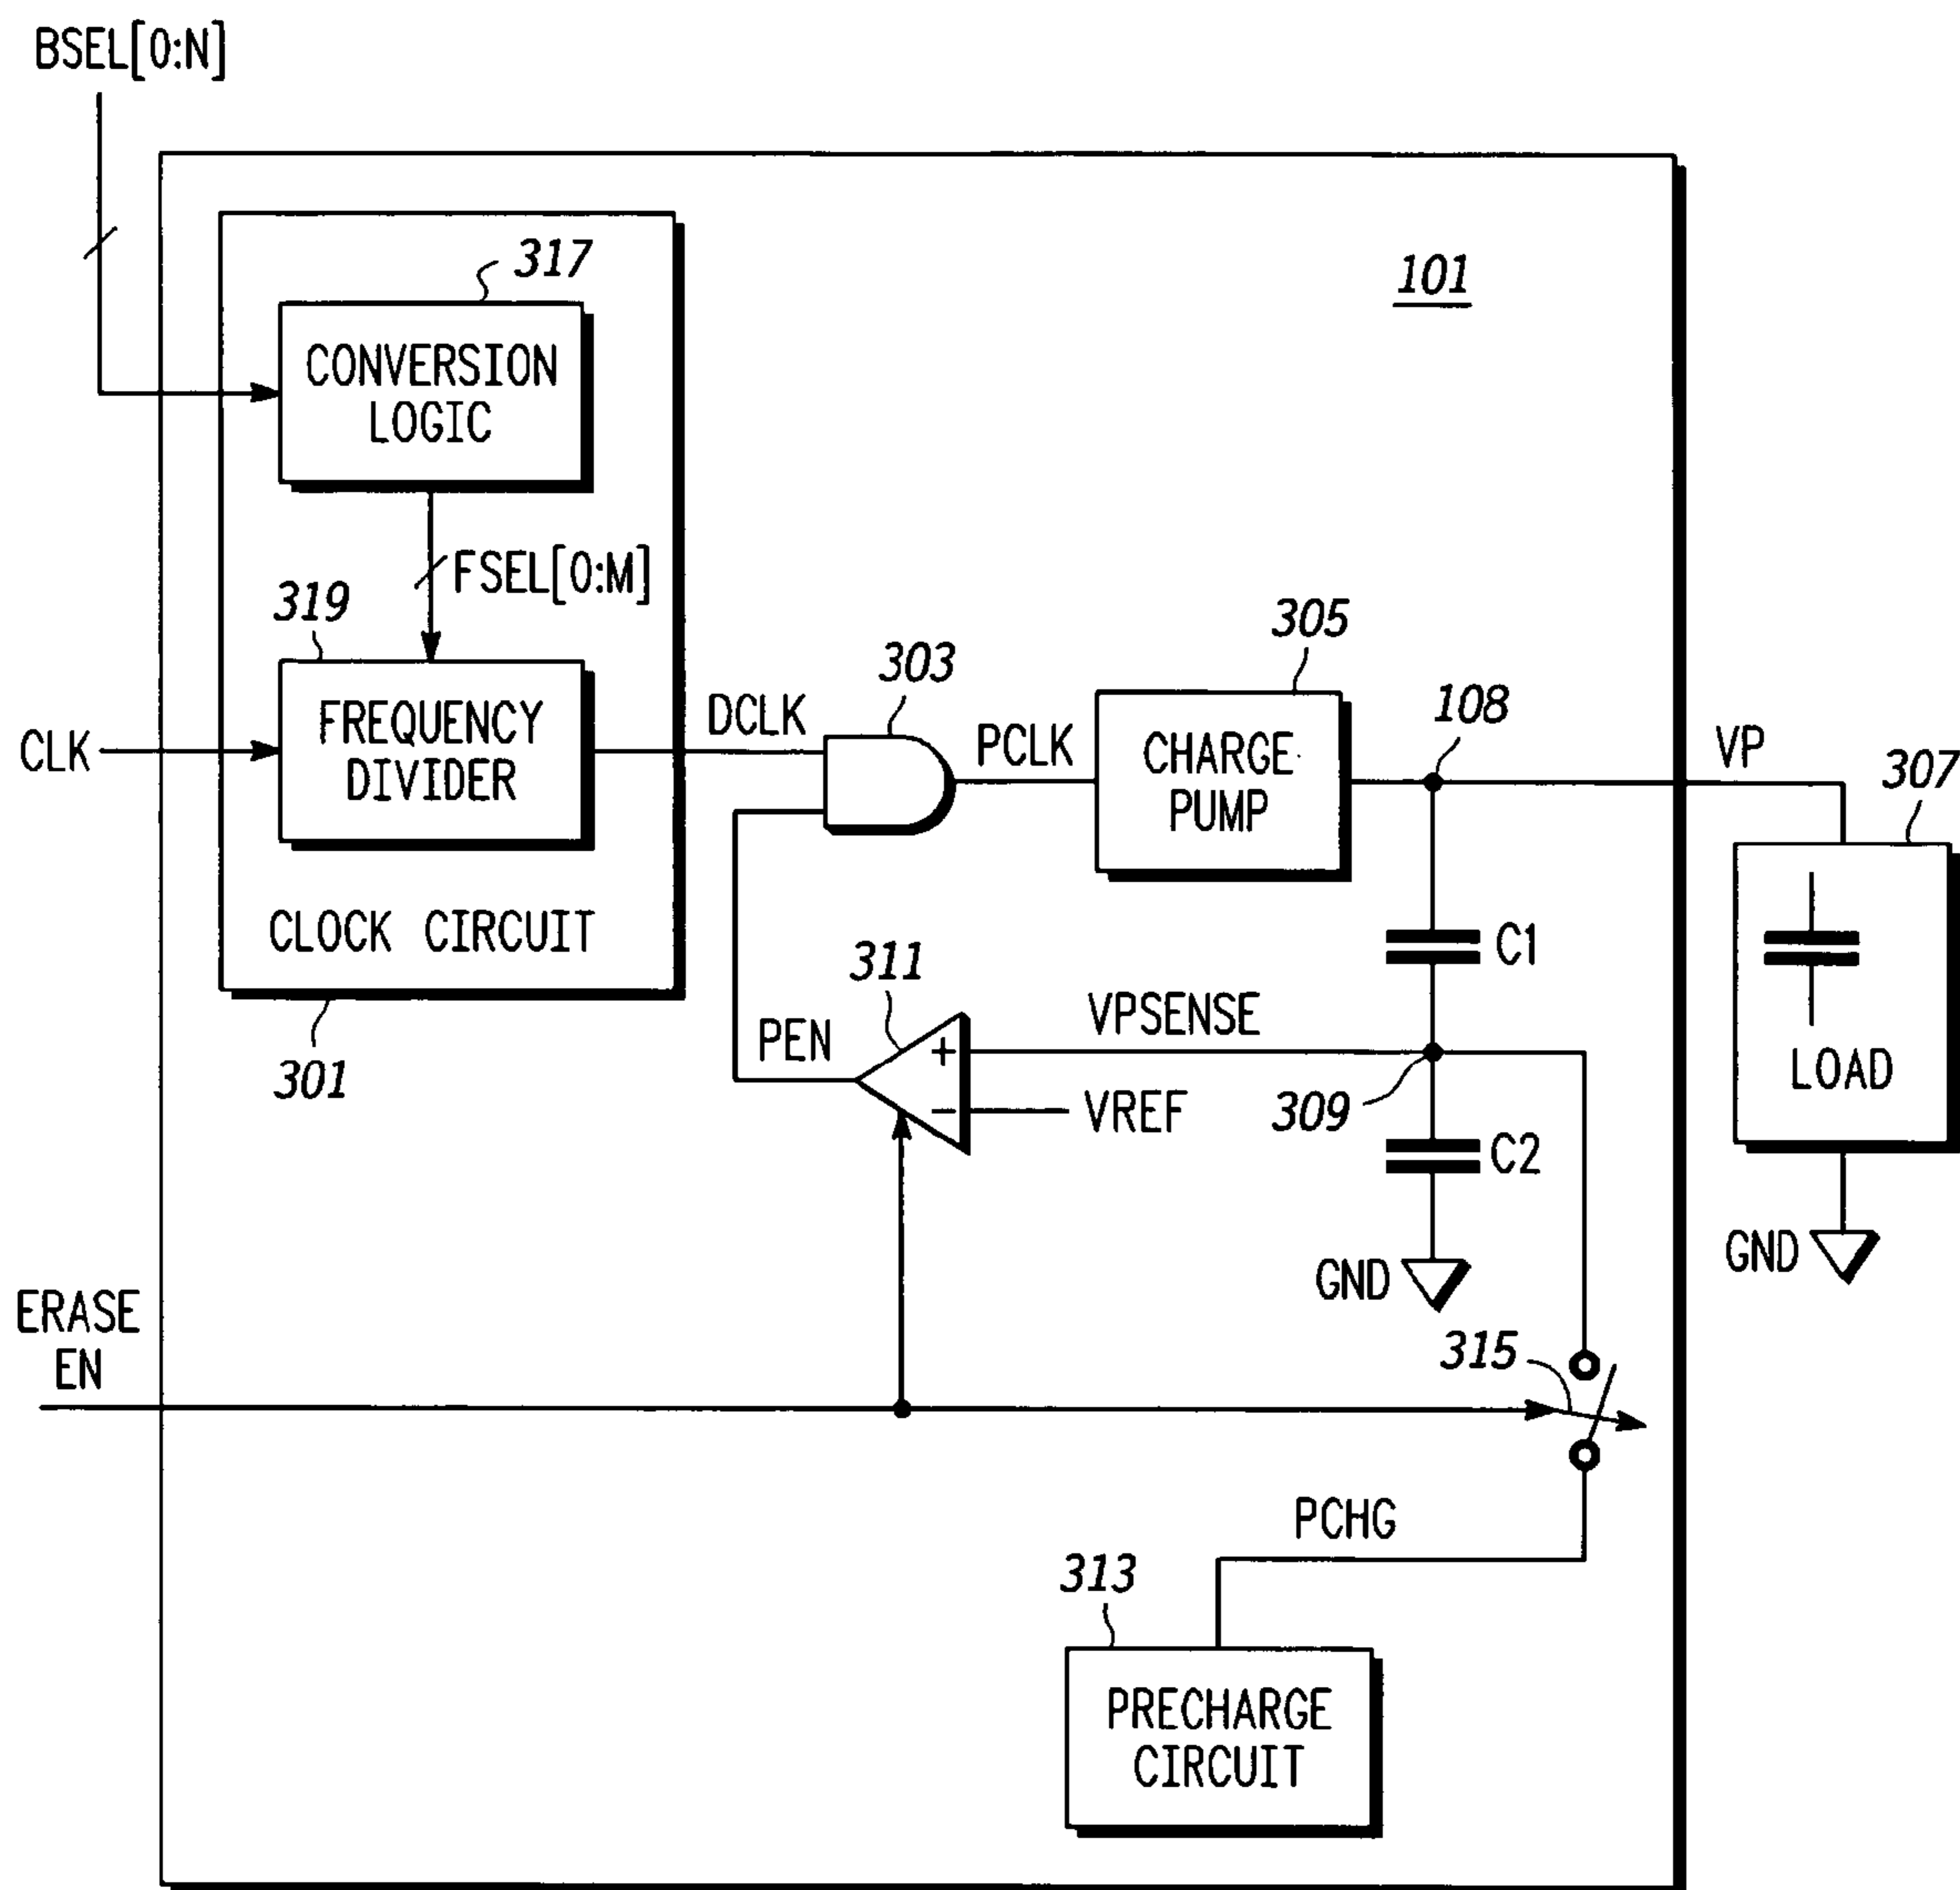 BSEL[0:N]
101
317
CONVERSION
LOGIC
FSEL[0:M]
319
FREQUENCY
DIVIDER
CLK
CLOCK CIRCUIT
301
DCLK
303
PCLK
305
CHARGE
PUMP
108
VP
307
LOAD
GND
C1
311
PEN
+
−
VPSENSE
VREF
309
C2
GND
ERASE
EN
315
PCHG
313
PRECHARGE
CIRCUIT